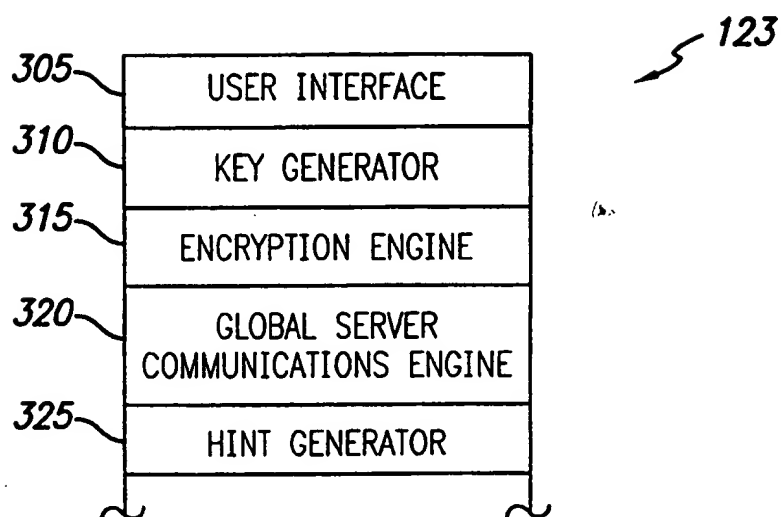 123
305 USER INTERFACE
310 KEY GENERATOR
315 ENCRYPTION ENGINE
320 GLOBAL SERVER
COMMUNICATIONS ENGINE
325 HINT GENERATOR